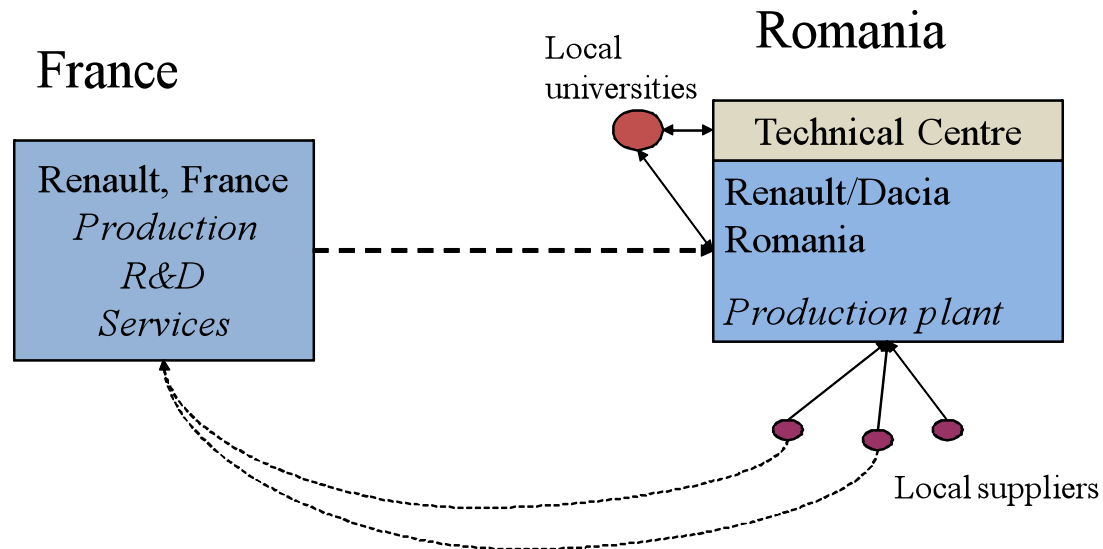 France
Renault, France
Production
R&D
Services
Local
universities
Romania
Technical Centre
Renault/Dacia
Romania
Production plant
Local suppliers